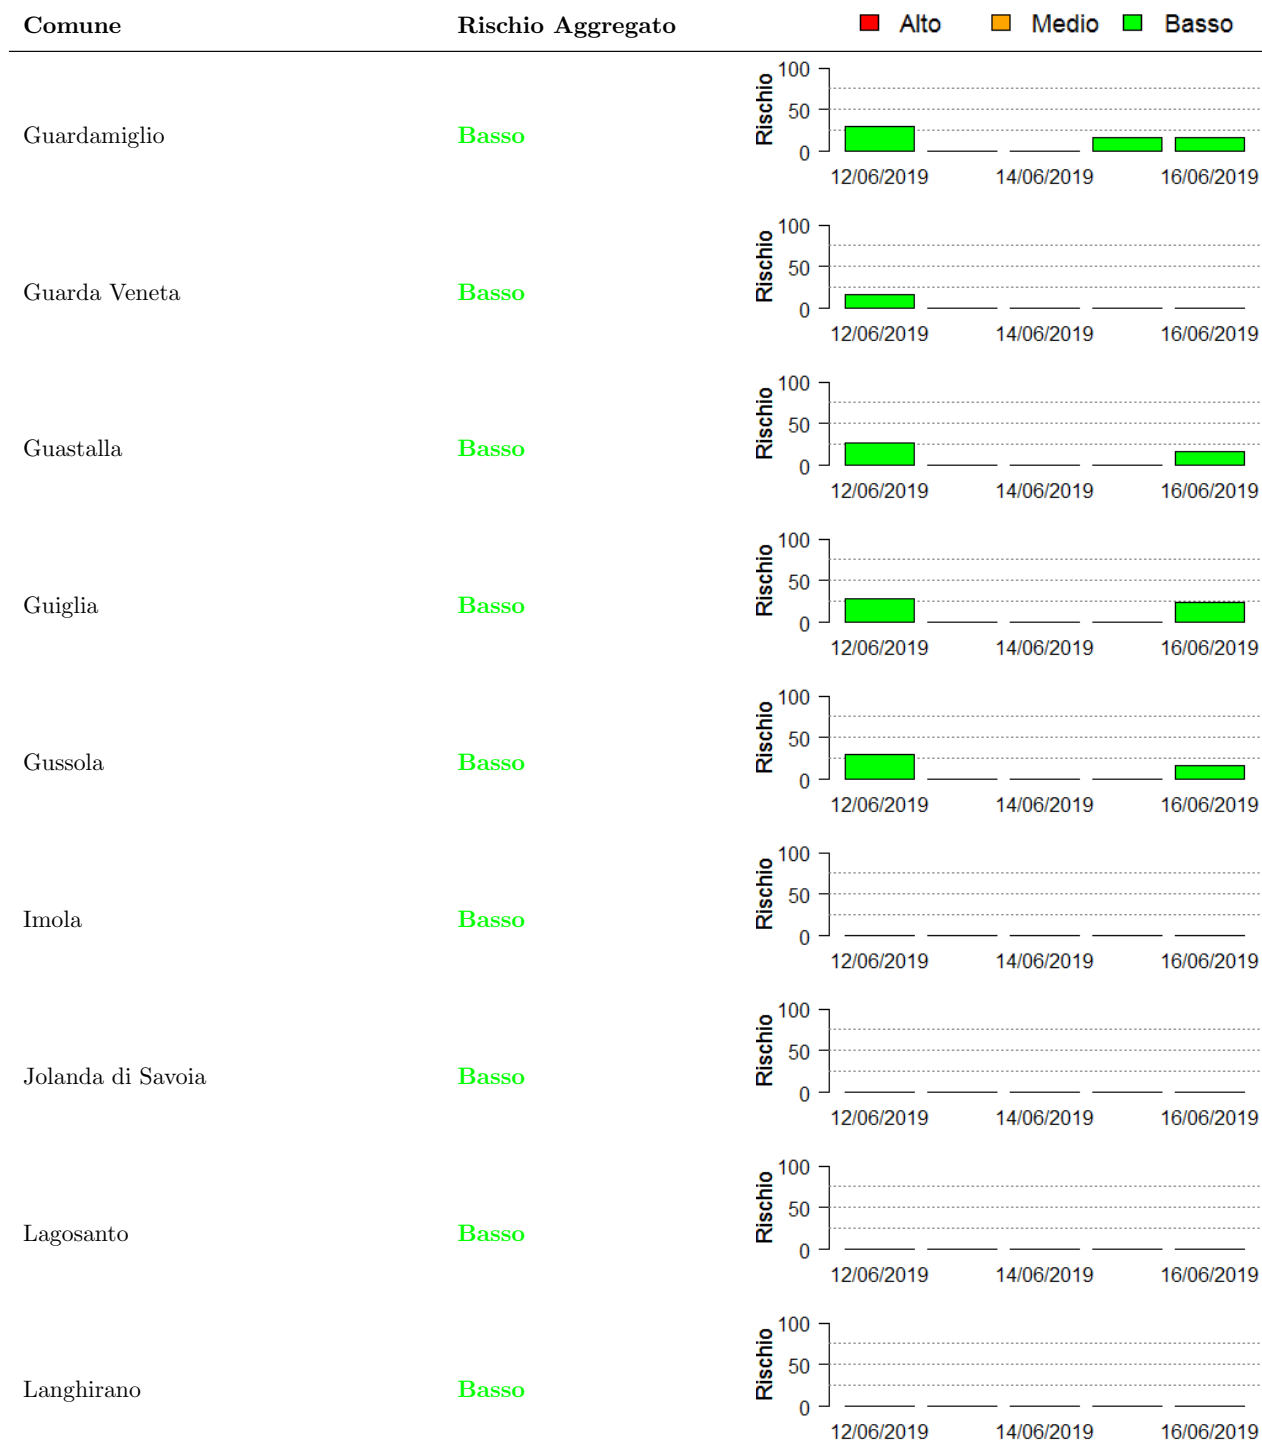 Comune Rischio Aggregato Alto Medio Basso
100
50
0
Rischio
Guardamiglio Basso
12/06/2019 14/06/2019 16/06/2019
100
50
0
Rischio
Guarda Veneta Basso
12/06/2019 14/06/2019 16/06/2019
100
50
0
Rischio
Guastalla Basso
12/06/2019 14/06/2019 16/06/2019
100
50
0
Rischio
Guiglia Basso
12/06/2019 14/06/2019 16/06/2019
100
50
0
Rischio
Gussola Basso
12/06/2019 14/06/2019 16/06/2019
100
50
0
Rischio
Imola Basso
12/06/2019 14/06/2019 16/06/2019
100
50
0
Rischio
Jolanda di Savoia Basso
12/06/2019 14/06/2019 16/06/2019
100
50
0
Rischio
Lagosanto Basso
12/06/2019 14/06/2019 16/06/2019
100
50
0
Rischio
Langhirano Basso
12/06/2019 14/06/2019 16/06/2019